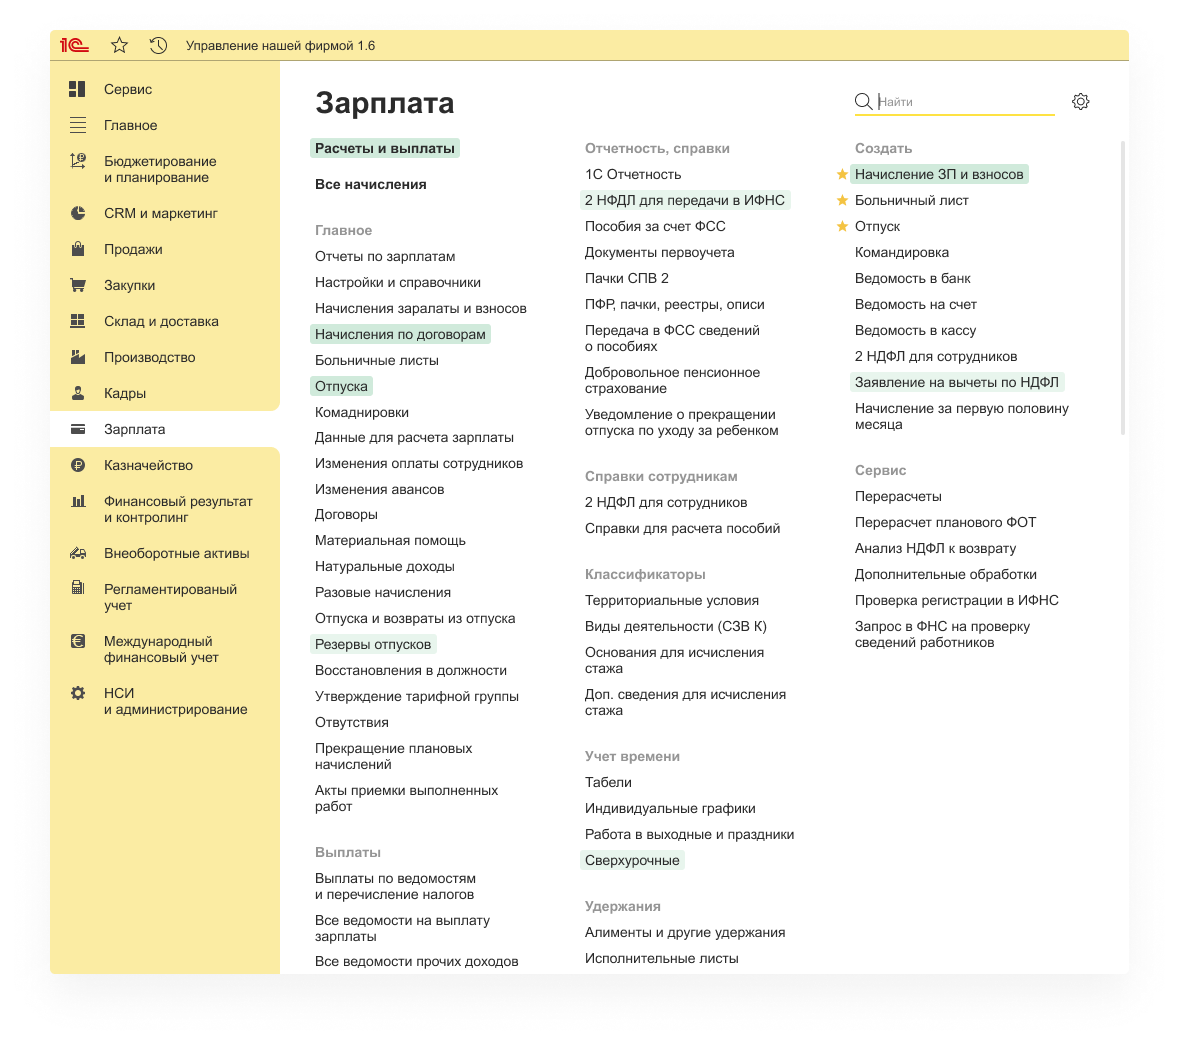 1С
Управление нашей фирмой 1.6
Сервис
Главное
Бюджетирование
и планирование
CRM и маркетинг
Продажи
Закупки
Склад и доставка
Производство
Кадры
Зарплата
Казначейство
Финансовый результат
и контролинг
Внеоборотные активы
Регламентированый
учет
Международный
финансовый учет
НСИ
и администрирование
Зарплата
Найти
Расчеты и выплаты
Все начисления
Главное
Отчеты по зарплатам
Настройки и справочники
Начисления заралаты и взносов
Начисления по договорам
Больничные листы
Отпуска
Комаднировки
Данные для расчета зарплаты
Изменения оплаты сотрудников
Изменения авансов
Договоры
Материальная помощь
Натуральные доходы
Разовые начисления
Отпуска и возвраты из отпуска
Резервы отпусков
Восстановления в должности
Утверждение тарифной группы
Отвутствия
Прекращение плановых
начислений
Акты приемки выполненных
работ
Выплаты
Выплаты по ведомостям
и перечисление налогов
Все ведомости на выплату
зарплаты
Все ведомости прочих доходов
Отчетность, справки
1С Отчетность
2 НФДЛ для передачи в ИФНС
Пособия за счет ФСС
Документы первоучета
Пачки СПВ 2
ПФР, пачки, реестры, описи
Передача в ФСС сведений
о пособиях
Добровольное пенсионное
страхование
Уведомление о прекращении
отпуска по уходу за ребенком
Справки сотрудникам
2 НДФЛ для сотрудников
Справки для расчета пособий
Классификаторы
Территориальные условия
Виды деятельности (СЗВ К)
Основания для исчисления
стажа
Доп. сведения для исчисления
стажа
Учет времени
Табели
Индивидуальные графики
Работа в выходные и праздники
Сверхурочные
Удержания
Алименты и другие удержания
Исполнительные листы
Создать
Начисление ЗП и взносов
Больничный лист
Отпуск
Командировка
Ведомость в банк
Ведомость на счет
Ведомость в кассу
2 НДФЛ для сотрудников
Заявление на вычеты по НДФЛ
Начисление за первую половину
месяца
Сервис
Перерасчеты
Перерасчет планового ФОТ
Анализ НДФЛ к возврату
Дополнительные обработки
Проверка регистрации в ИФНС
Запрос в ФНС на проверку
сведений работников